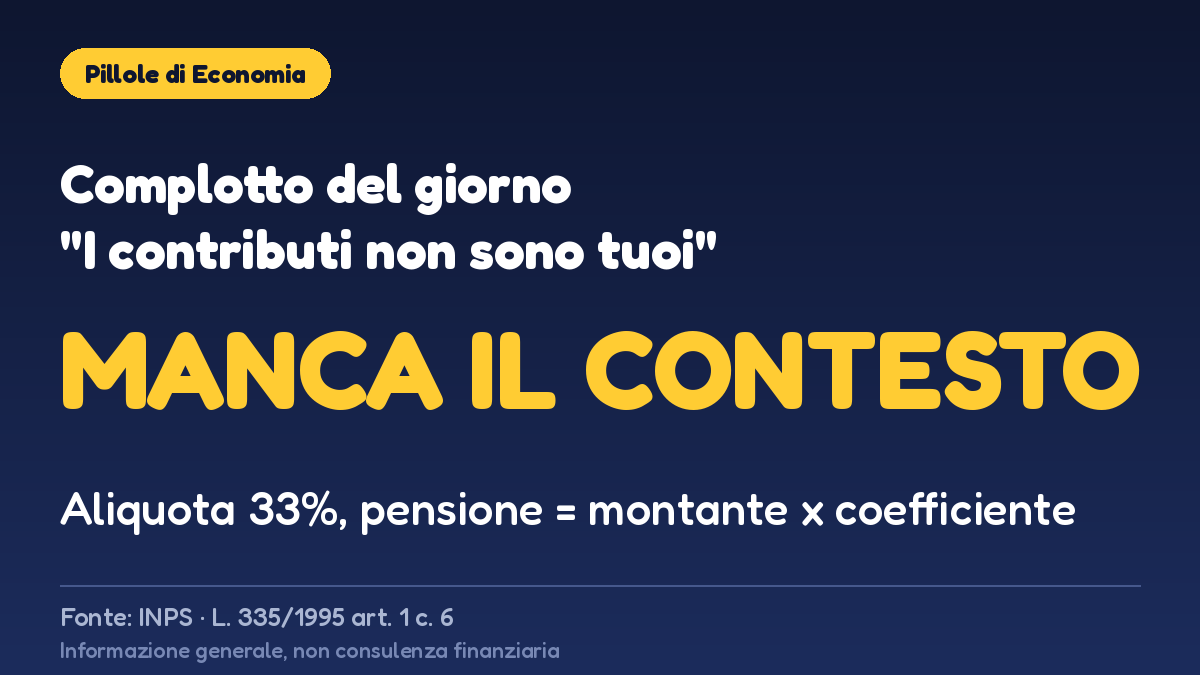 Pillole di Economia
Complotto del giorno
"I contributi non sono tuoi"
MANCA IL CONTESTO
Aliquota 33%, pensione = montante x coefficiente
Fonte: INPS · L. 335/1995 art. 1 c. 6
Informazione generale, non consulenza finanziaria